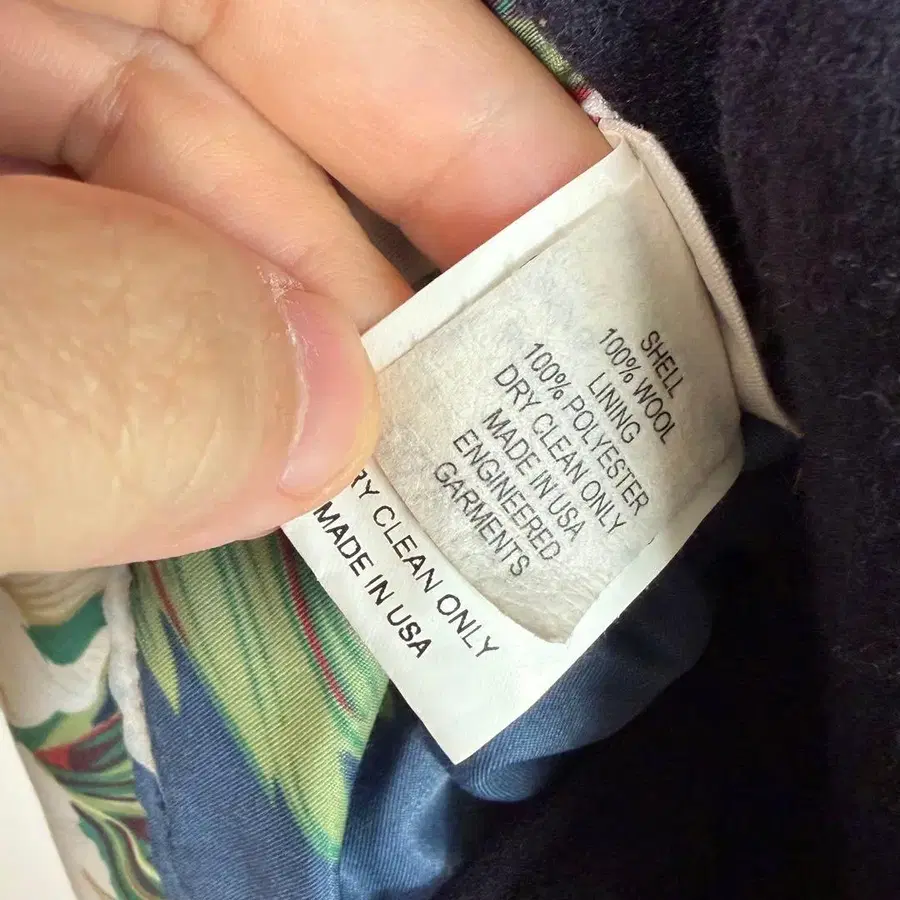 SHELL
100% WOOL
LINING
100% POLYESTER
DRY CLEAN ONLY
MADE IN USA
ENGINEERED
GARMENTS
RY CLEAN ONLY
MADE IN USA